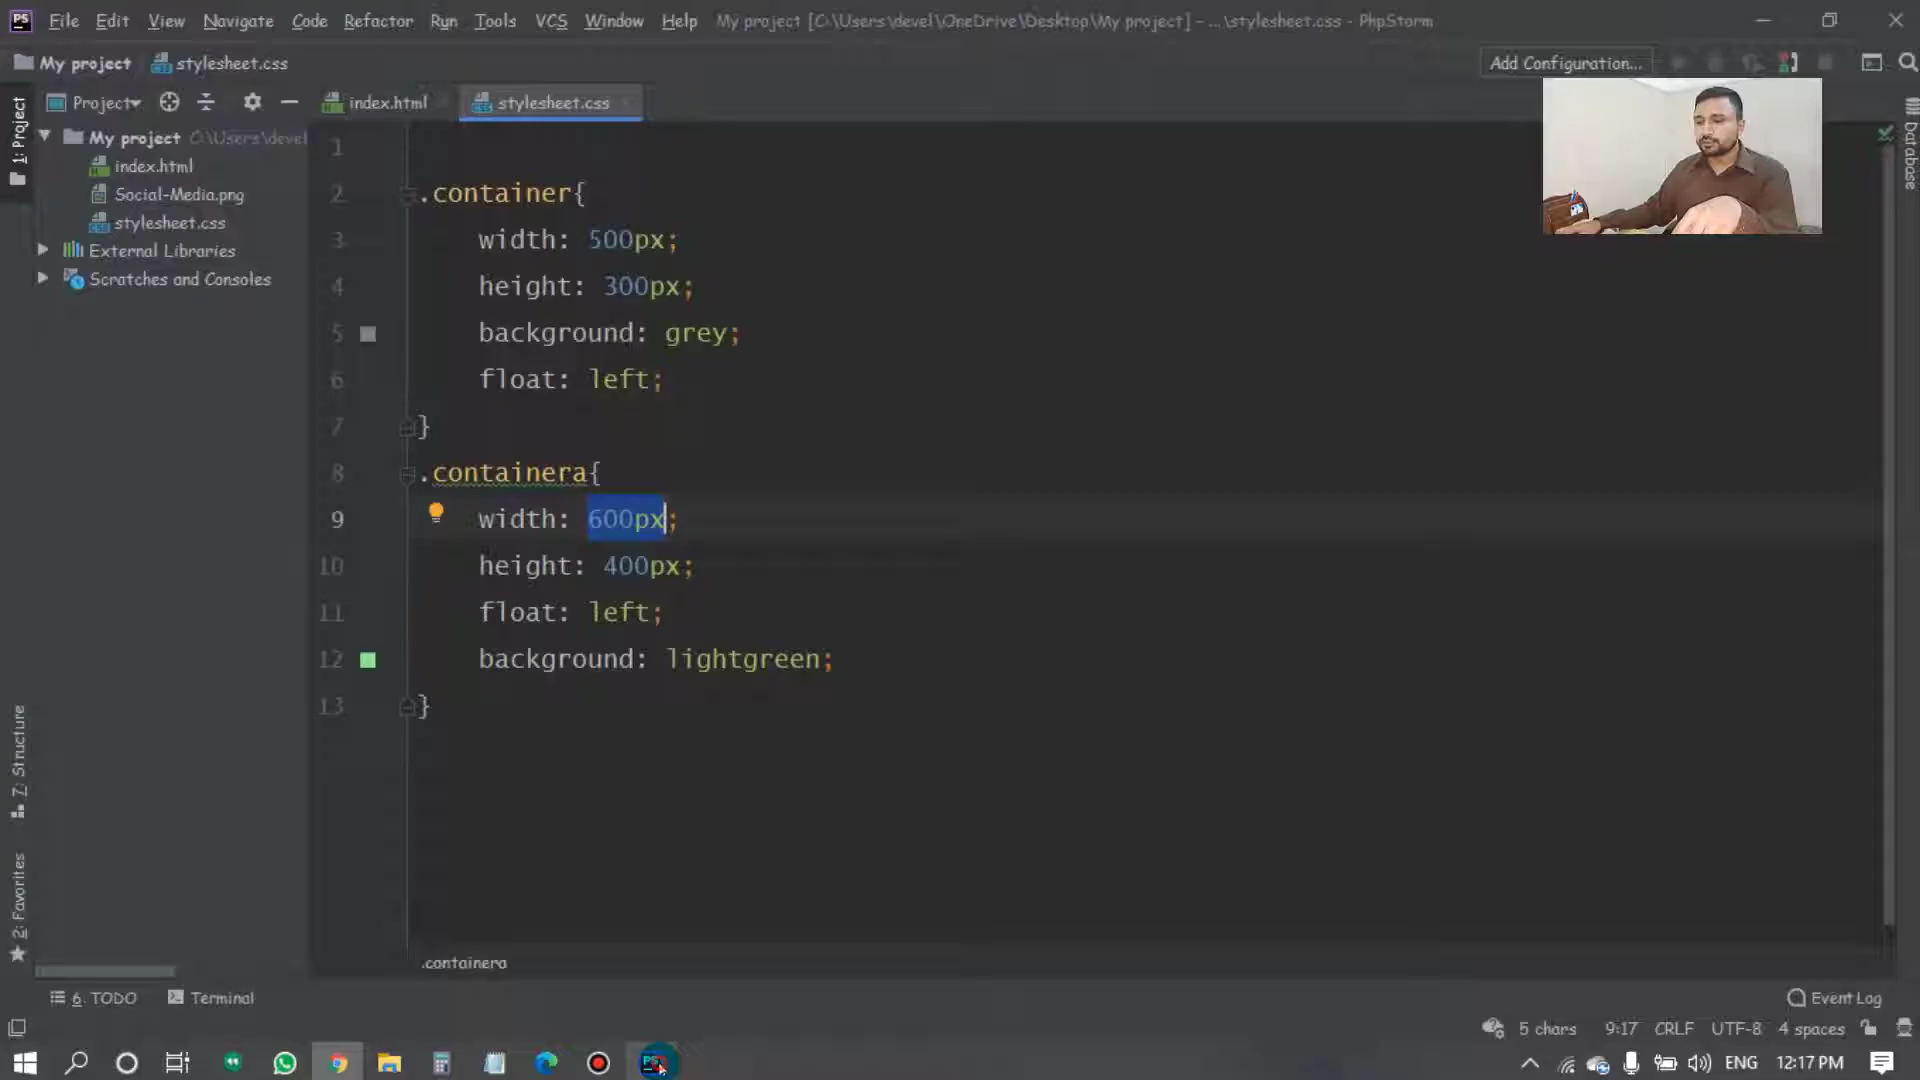 PS File Edit View Navigate Code Refactor Run Tools VCS Window Help My project [C:\Users\devel\OneDrive\Desktop\My project] - ...\stylesheet.css - PhpStorm
My project stylesheet.css Add Configuration...
1: Project
Project
index.html
stylesheet.css
My project C:\Users\devel
index.html
Social-Media.png
stylesheet.css
External Libraries
Scratches and Consoles
1
2 .container{
3 width: 500px;
4 height: 300px;
5 background: grey;
6 float: left;
7 }
8 .containera{
9 width: 600px;
10 height: 400px;
11 float: left;
12 background: lightgreen;
13 }
.containera
Database
7: Structure
2: Favorites
6: TODO Terminal Event Log
5 chars 9:17 CRLF UTF-8 4 spaces
PS ENG 12:17 PM